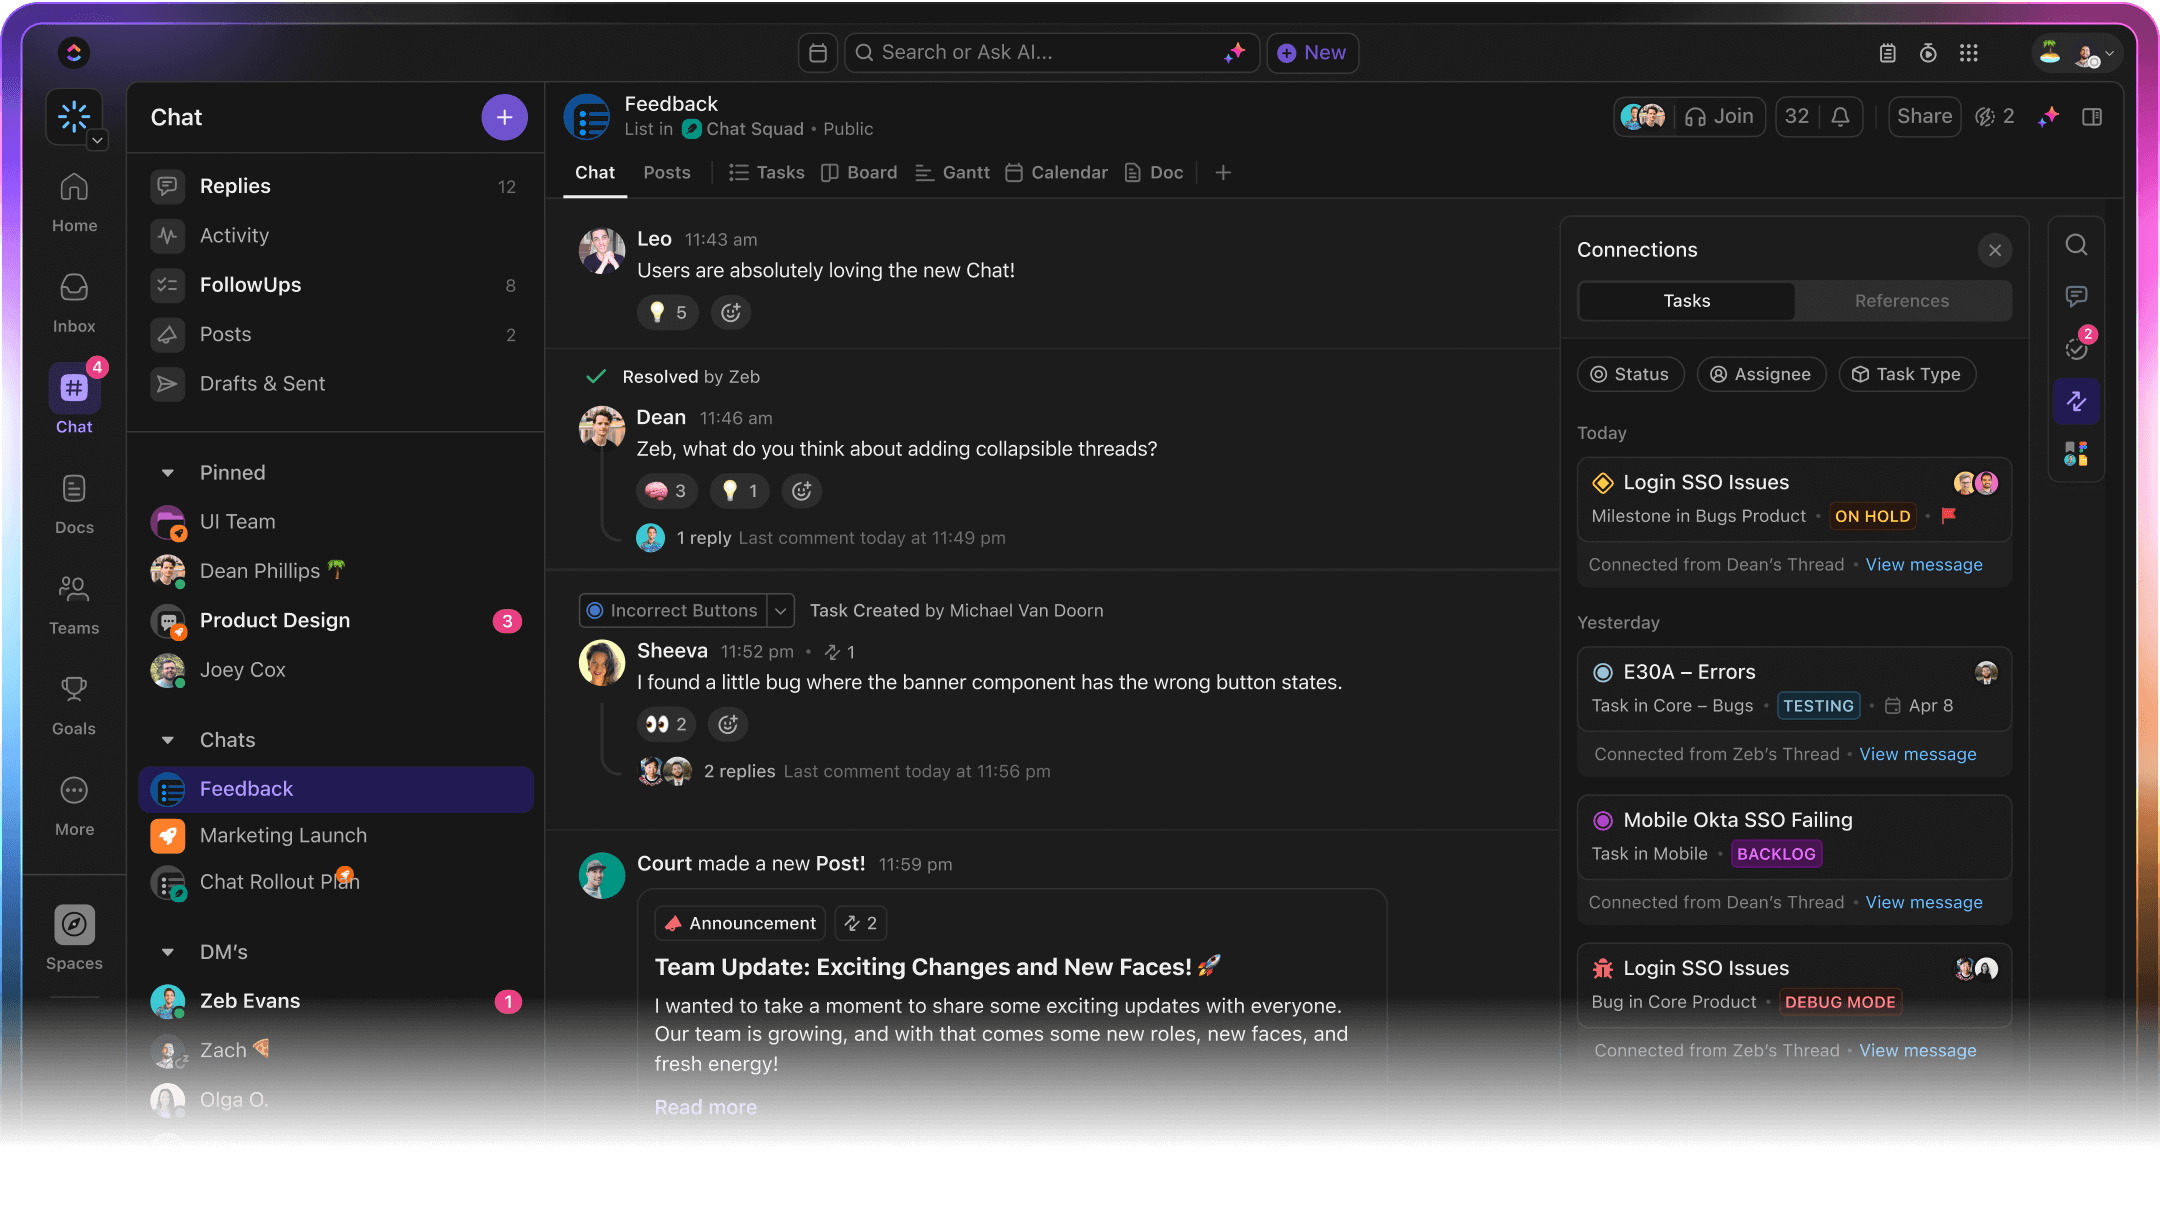 Search or Ask AI...
New
Home
Inbox
4
Chat
Docs
Teams
Goals
More
Spaces
Chat
Replies 12
Activity
FollowUps 8
Posts 2
Drafts & Sent
Pinned
UI Team
Dean Phillips 🌴
Product Design 3
Joey Cox
Chats
Feedback
Marketing Launch
Chat Rollout Plan
DM's
Zeb Evans 1
Zach 🍕
Olga O.
Feedback
List in Chat Squad • Public
Join
32
Share
2
Chat Posts Tasks Board Gantt Calendar Doc
Leo 11:43 am
Users are absolutely loving the new Chat!
💡 5
Resolved by Zeb
Dean 11:46 am
Zeb, what do you think about adding collapsible threads?
🧠 3 💡 1
1 reply Last comment today at 11:49 pm
Incorrect Buttons Task Created by Michael Van Doorn
Sheeva 11:52 pm • 1
I found a little bug where the banner component has the wrong button states.
👀 2
2 replies Last comment today at 11:56 pm
Court made a new Post! 11:59 pm
Announcement 2
Team Update: Exciting Changes and New Faces! 🚀
I wanted to take a moment to share some exciting updates with everyone.
Our team is growing, and with that comes some new roles, new faces, and
fresh energy!
Read more
Connections
Tasks References
Status Assignee Task Type
Today
Login SSO Issues
Milestone in Bugs Product • ON HOLD •
Connected from Dean's Thread • View message
Yesterday
E30A – Errors
Task in Core – Bugs • TESTING • Apr 8
Connected from Zeb's Thread • View message
Mobile Okta SSO Failing
Task in Mobile • BACKLOG
Connected from Dean's Thread • View message
Login SSO Issues
Bug in Core Product • DEBUG MODE
Connected from Zeb's Thread • View message
2